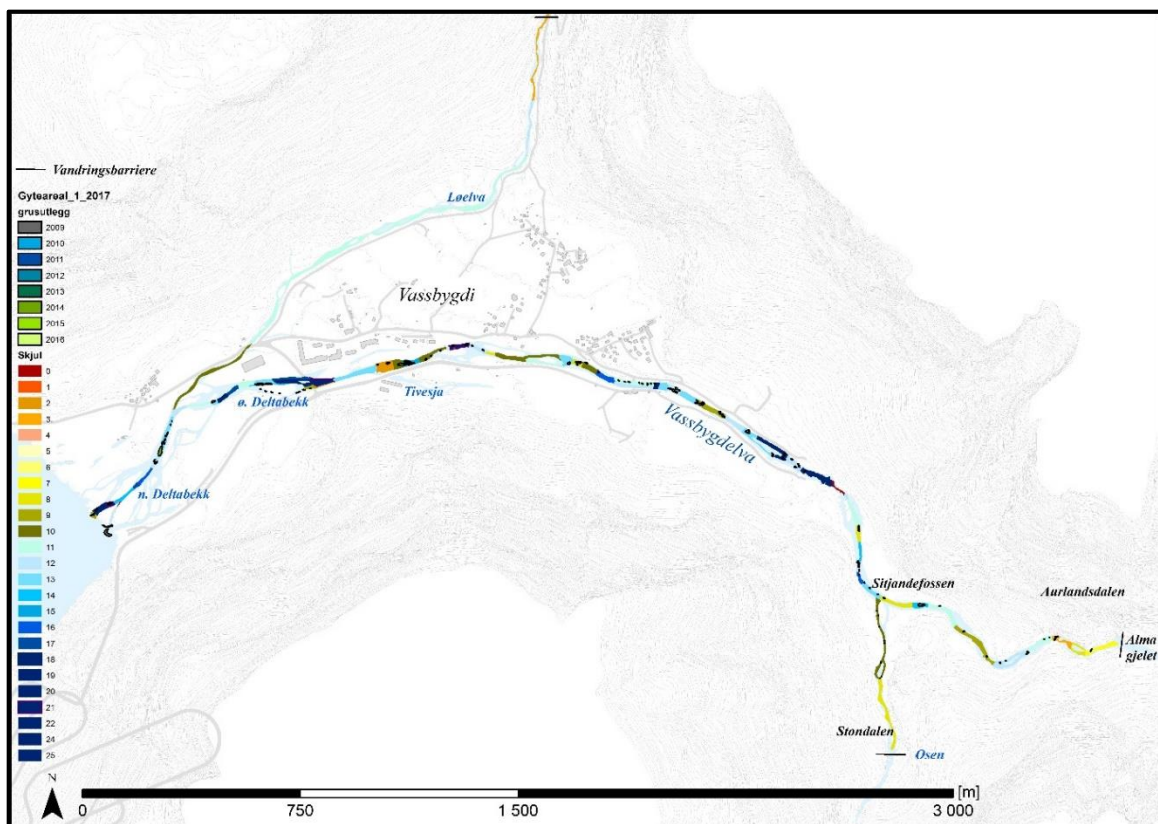 Vandringsbarriere
Gyteareal_1_2017
grusutlegg
2009
2010
2011
2012
2013
2014
2015
2016
Skjul
0
1
2
3
4
5
6
7
8
9
10
11
12
13
14
15
16
17
18
19
20
21
22
24
25
Løelva
Vassbygdi
ø. Deltabekk
Tivesja
Vassbygdelva
n. Deltabekk
Sitjandefossen
Aurlandsdalen
Alma
gjelet
Stondalen
Osen
N
0
750
1 500
3 000
[m]